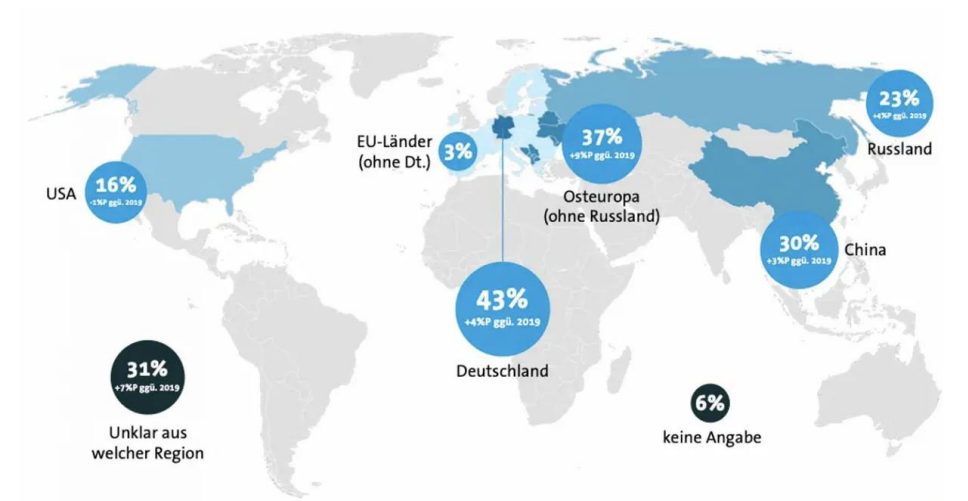 23%
+4%P ggü. 2019
Russland
EU-Länder
(ohne Dt.)
3%
37%
+9%P ggü. 2019
Osteuropa
(ohne Russland)
USA
16%
-1%P ggü. 2019
30%
+3%P ggü. 2019
China
43%
+4%P ggü. 2019
Deutschland
31%
+7%P ggü. 2019
Unklar aus
welcher Region
6%
keine Angabe